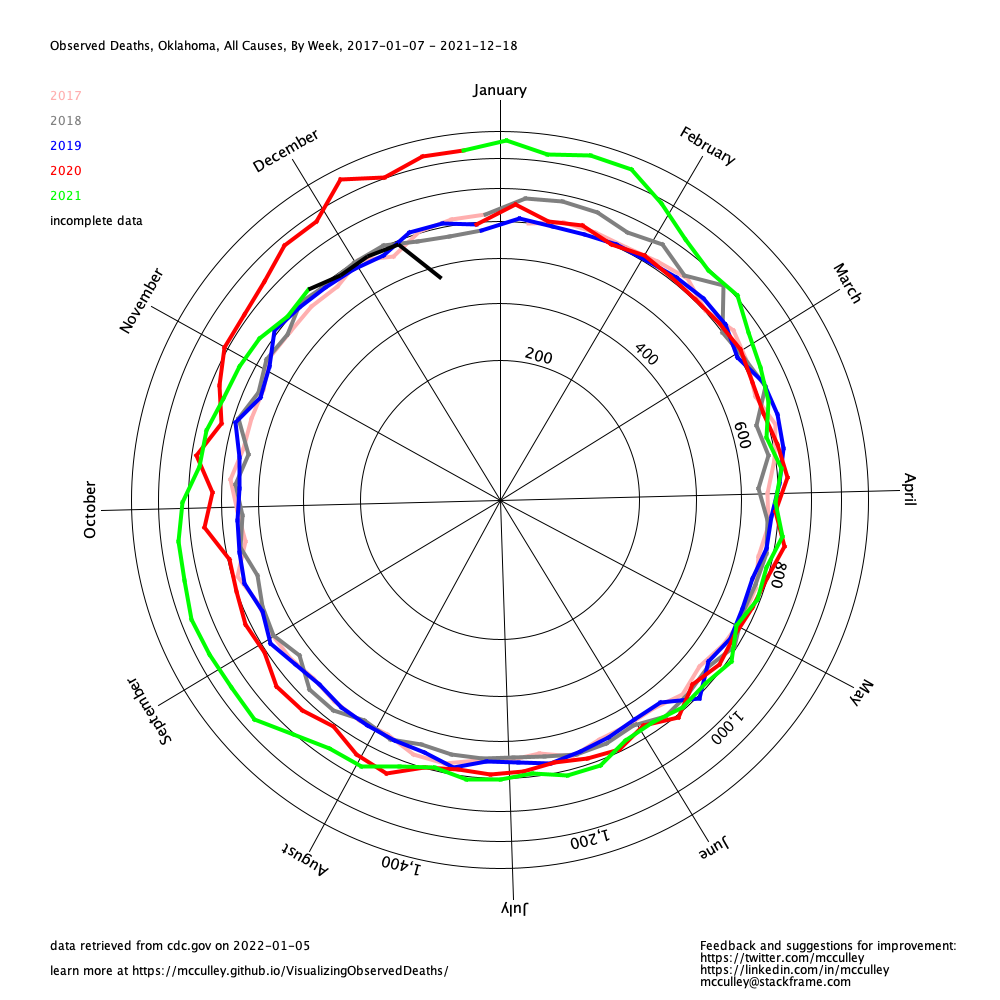 Observed Deaths, Oklahoma, All Causes, By Week, 2017-01-07 - 2021-12-18
2017
2018
2019
2020
2021
incomplete data
January
February
March
April
May
June
July
August
September
October
November
December
200
400
600
800
1,000
1,200
1,400
data retrieved from cdc.gov on 2022-01-05
learn more at https://mcculley.github.io/VisualizingObservedDeaths/
Feedback and suggestions for improvement:
https://twitter.com/mcculley
https://linkedin.com/in/mcculley
mcculley@stackframe.com